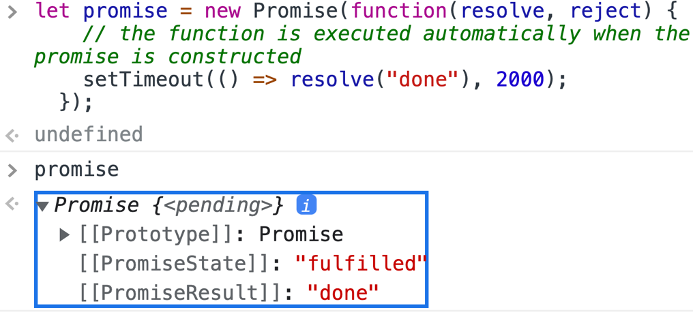 let promise = new Promise(function(resolve, reject) {
// the function is executed automatically when the
promise is constructed
setTimeout(() => resolve("done"), 2000);
});
undefined
promise
Promise {<pending>} i
[[Prototype]]: Promise
[[PromiseState]]: "fulfilled"
[[PromiseResult]]: "done"